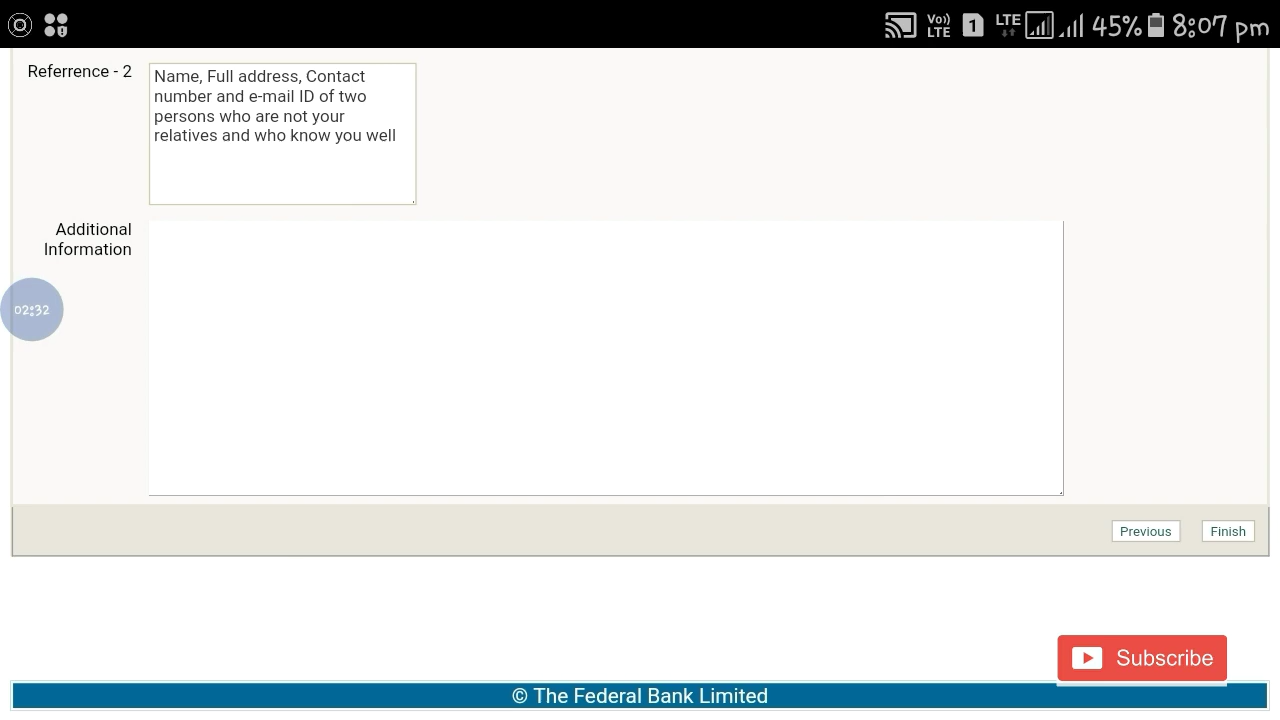 Vo)) LTE 1 LTE 45% 8:07 pm
Referrence - 2
Name, Full address, Contact
number and e-mail ID of two
persons who are not your
relatives and who know you well
Additional
Information
02:32
Previous Finish
Subscribe
© The Federal Bank Limited